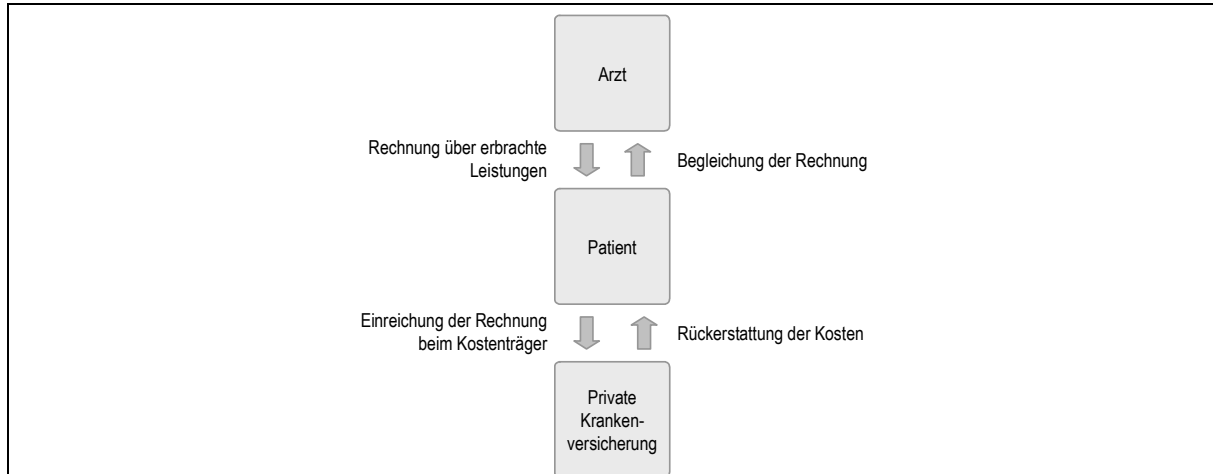 Arzt
Rechnung über erbrachte
Leistungen
Begleichung der Rechnung
Patient
Einreichung der Rechnung
beim Kostenträger
Rückerstattung der Kosten
Private
Kranken-
versicherung